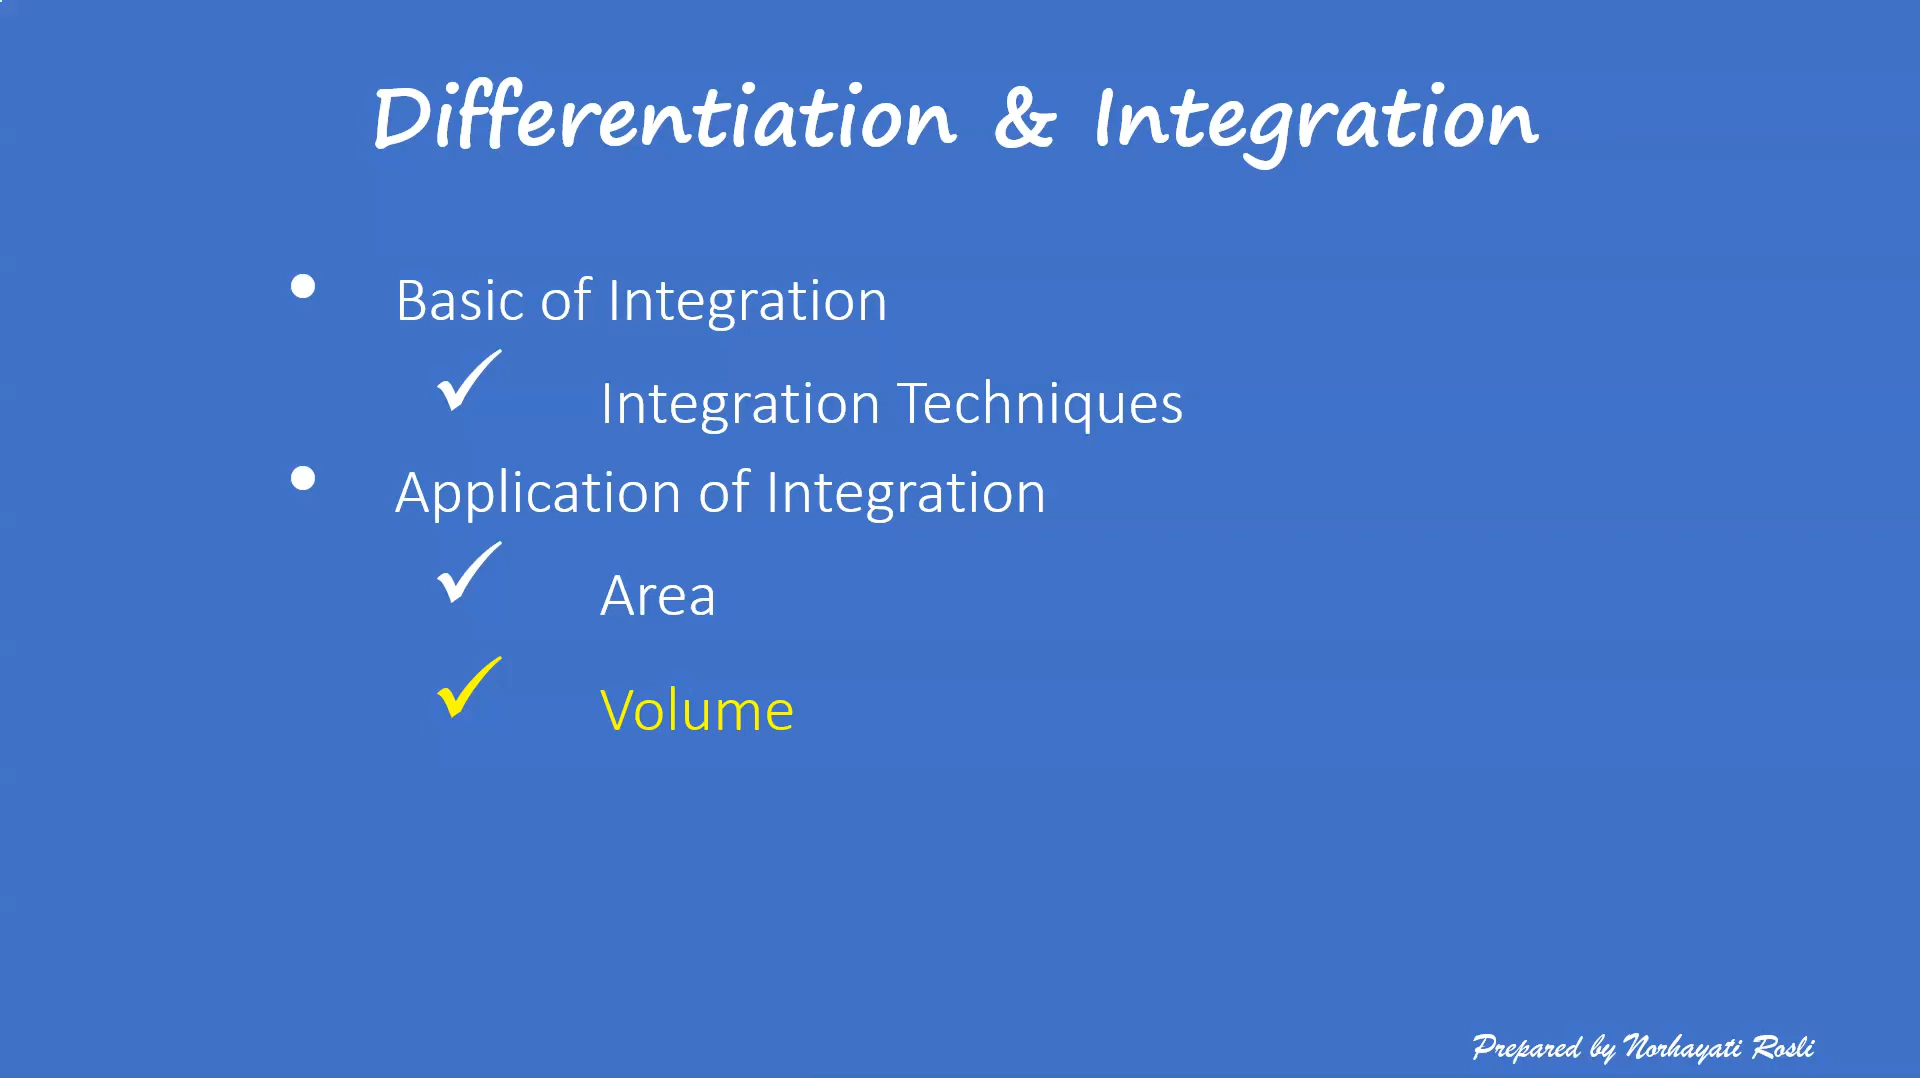 Differentiation & Integration
• Basic of Integration
✓ Integration Techniques
• Application of Integration
✓ Area
✓ Volume
Prepared by Norhayati Rosli